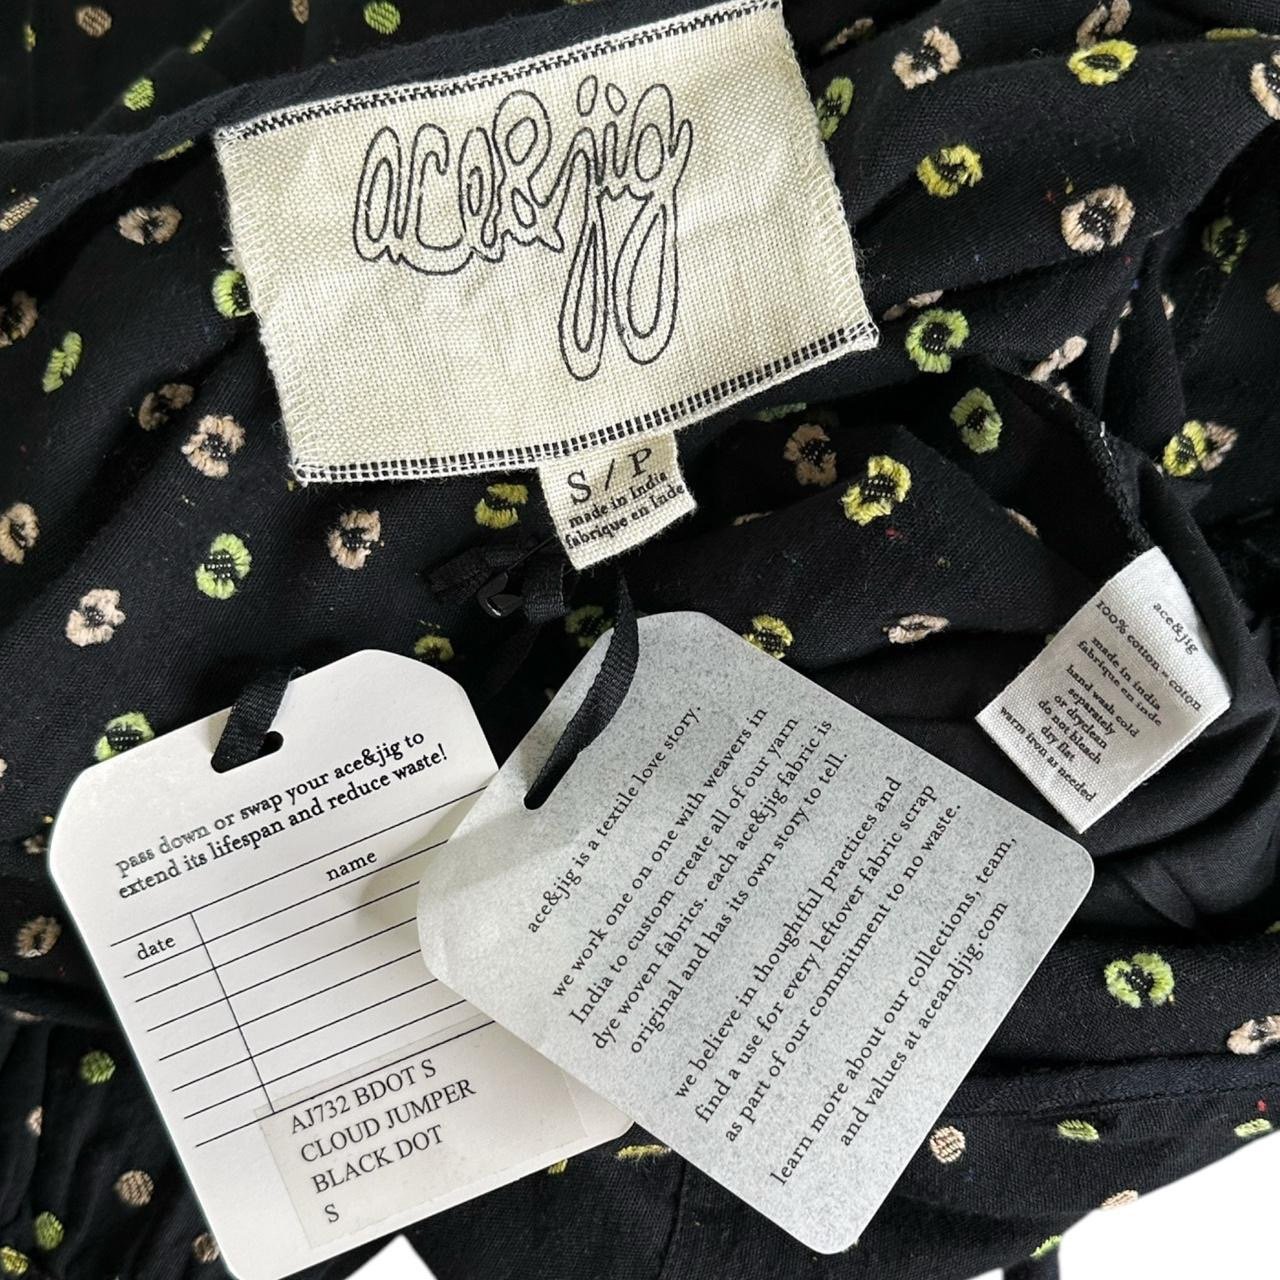 ace&jig
S / P
made in India
fabrique en Inde
ace&jig
100% cotton - coton
made in india
fabrique en inde
hand wash cold
separately
or dryclean
do not bleach
dry flat
warm iron as needed
pass down or swap your ace&jig to
extend its lifespan and reduce waste!
name
date
AJ732 BDOT S
CLOUD JUMPER
BLACK DOT
S
ace&jig is a textile love story.
we work one on one with weavers in
India to custom create all of our yarn
dye woven fabrics. each ace&jig fabric is
original and has its own story to tell.
we believe in thoughtful practices and
find a use for every leftover fabric scrap
as part of our commitment to no waste.
learn more about our collections, team,
and values at aceandjig.com